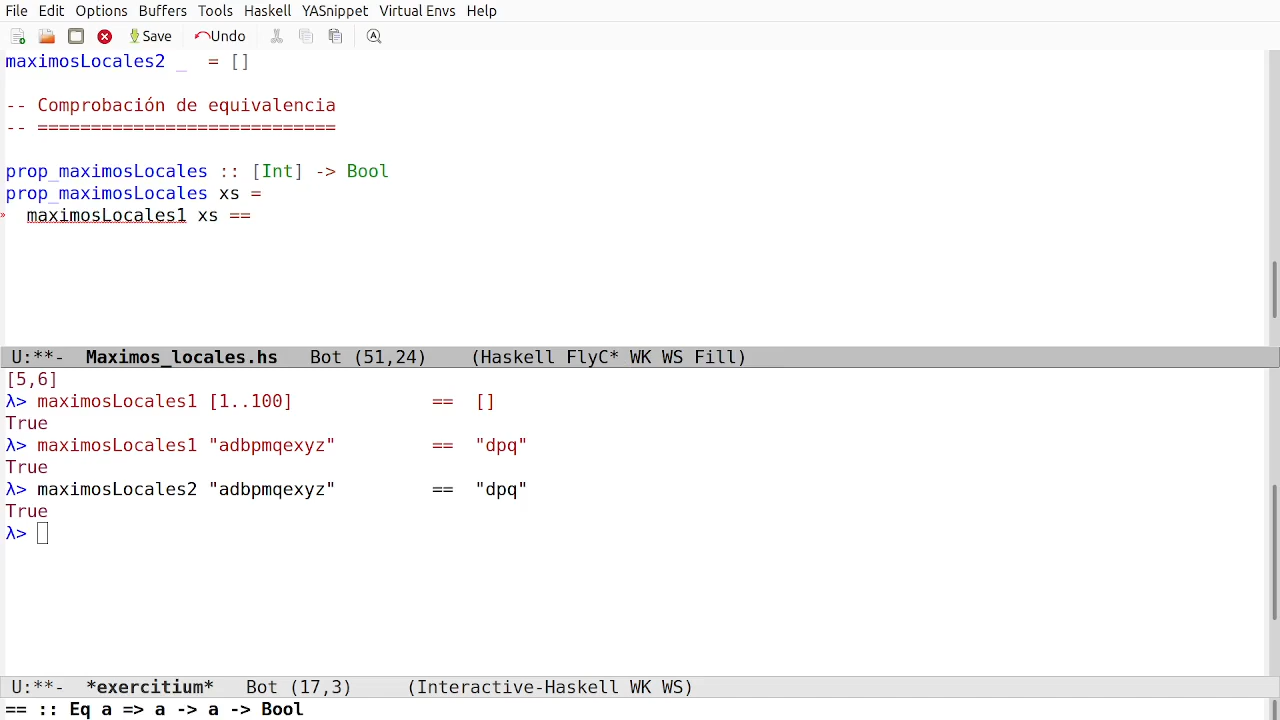 File Edit Options Buffers Tools Haskell YASnippet Virtual Envs Help
Save Undo
maximosLocales2 _  = []
-- Comprobación de equivalencia
-- ============================
prop_maximosLocales :: [Int] -> Bool
prop_maximosLocales xs =
maximosLocales1 xs ==
U:**-  Maximos_locales.hs   Bot (51,24)    (Haskell FlyC* WK WS Fill)
[5,6]
λ> maximosLocales1 [1..100]             ==  []
True
λ> maximosLocales1 "adbpmqexyz"         ==  "dpq"
True
λ> maximosLocales2 "adbpmqexyz"         ==  "dpq"
True
λ>
U:**-  *exercitium*   Bot (17,3)     (Interactive-Haskell WK WS)
== :: Eq a => a -> a -> Bool